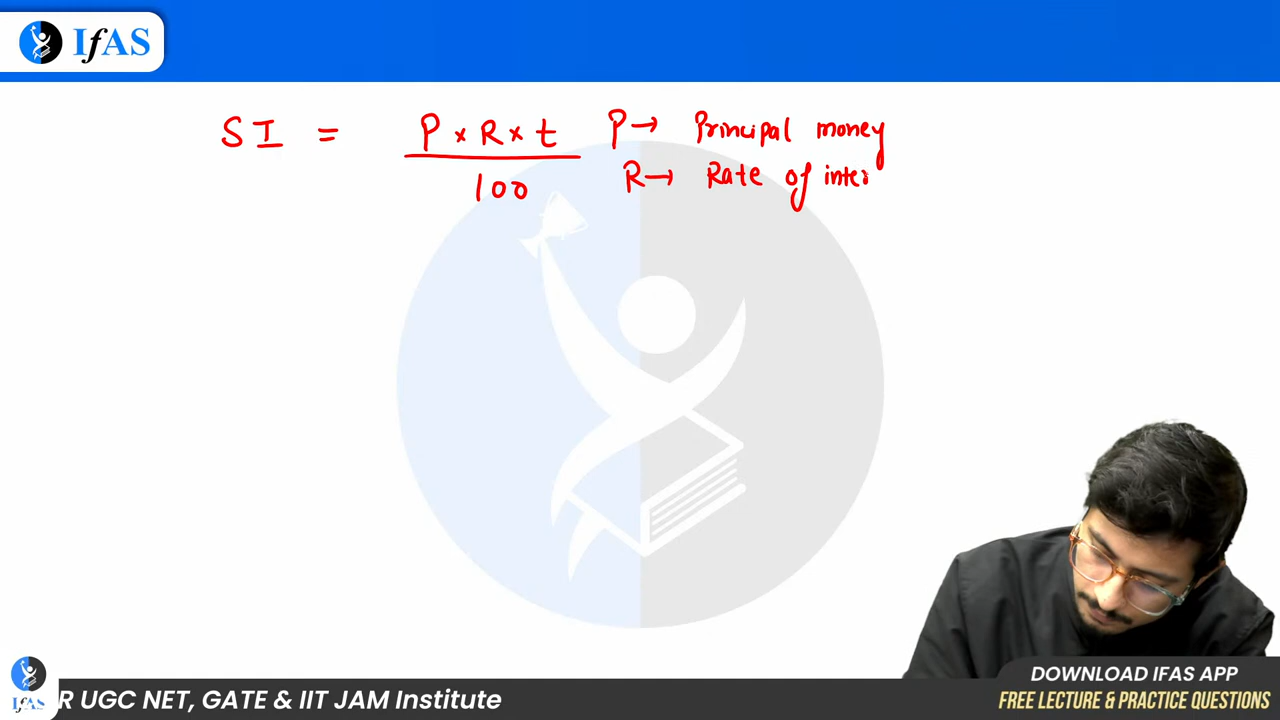 IfAS
SI = P × R × t / 100
P → Principal money
R → Rate of inter
IFAS
R UGC NET, GATE & IIT JAM Institute
DOWNLOAD IFAS APP
FREE LECTURE & PRACTICE QUESTIONS